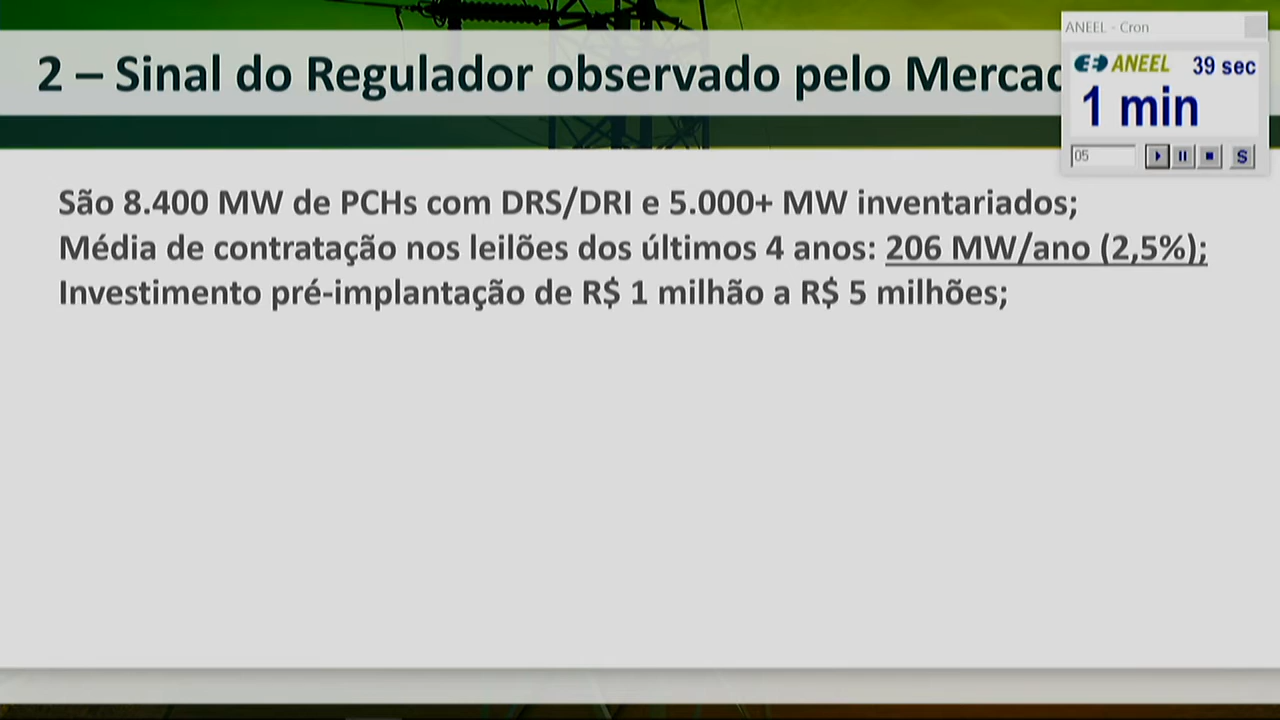 2 – Sinal do Regulador observado pelo Mercad
ANEEL - Cron
ANEEL 39 sec
1 min
05
S
São 8.400 MW de PCHs com DRS/DRI e 5.000+ MW inventariados;
Média de contratação nos leilões dos últimos 4 anos: 206 MW/ano (2,5%);
Investimento pré-implantação de R$ 1 milhão a R$ 5 milhões;